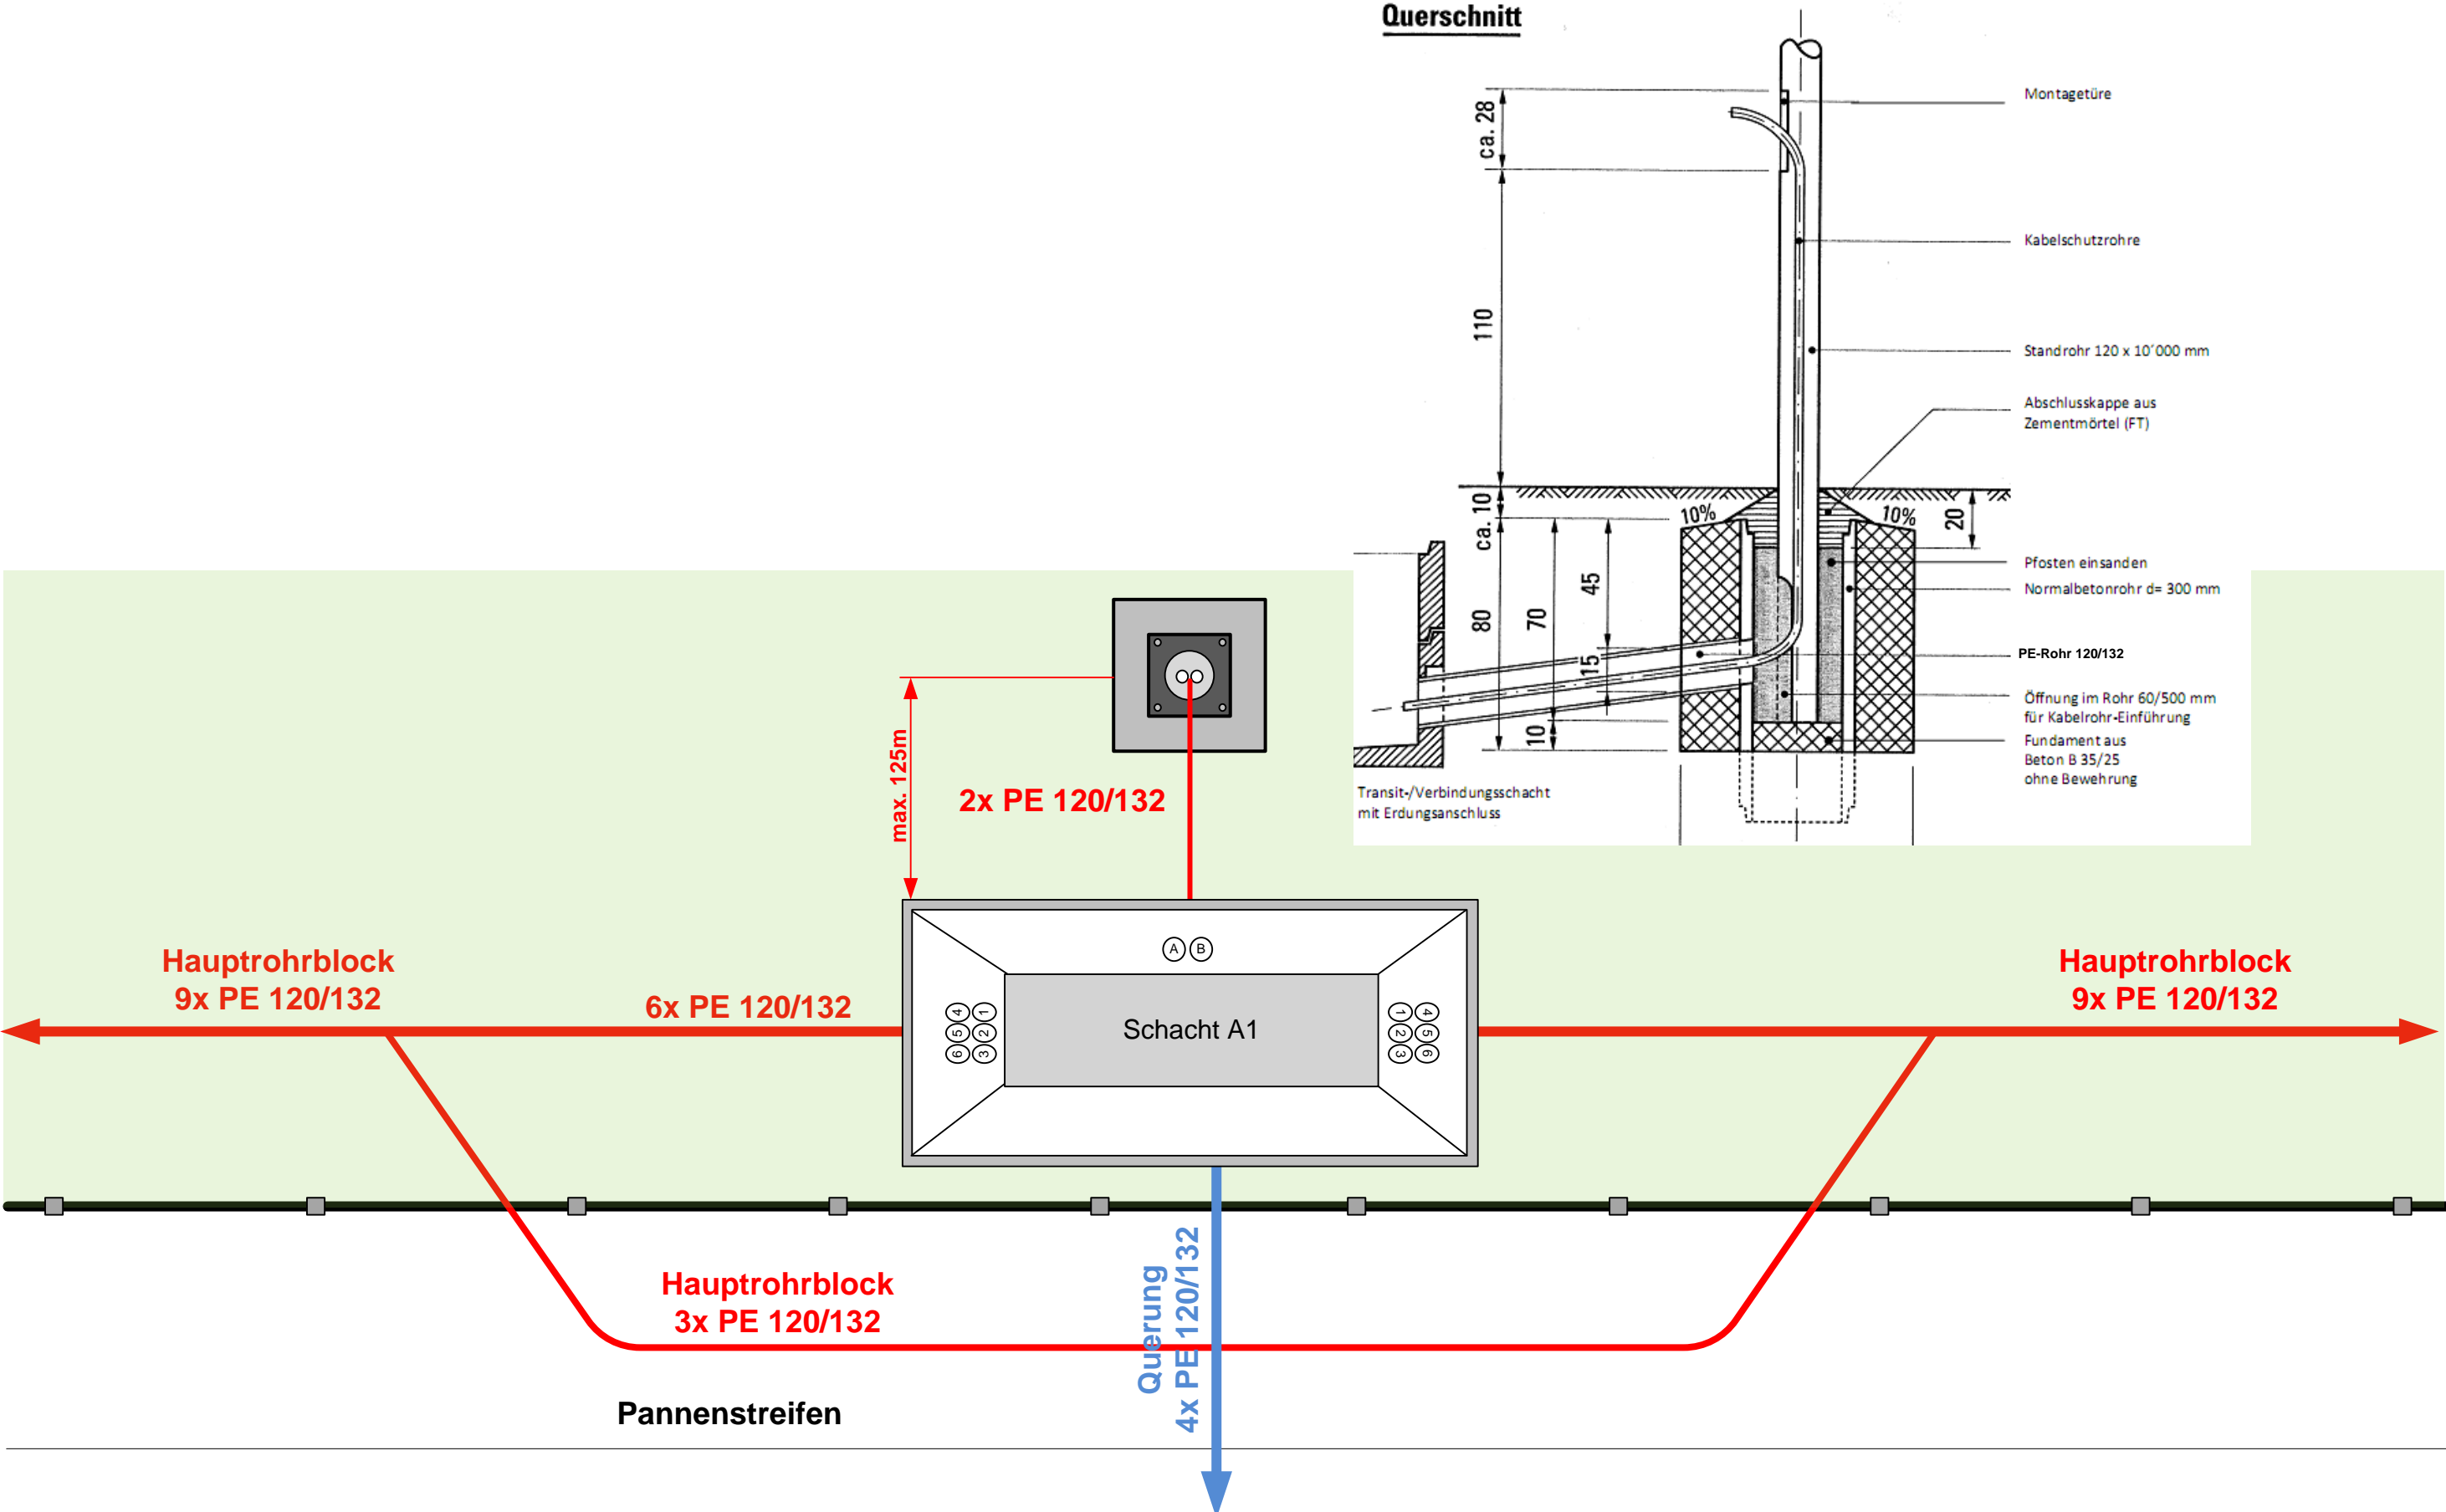 Querschnitt
Montagetüre
ca. 28
Kabelschutzrohre
110
Standrohr 120 x 10´000 mm
Abschlusskappe aus
Zementmörtel (FT)
ca. 10
10%
10%
20
Pfosten einsanden
Normalbetonrohr d= 300 mm
80
70
45
15
10
PE-Rohr 120/132
Öffnung im Rohr 60/500 mm
für Kabelrohr-Einführung
Fundament aus
Beton B 35/25
ohne Bewehrung
Transit-/Verbindungsschacht
mit Erdungsanschluss
max. 125m
2x PE 120/132
A B
Hauptrohrblock
9x PE 120/132
6x PE 120/132
4 1
5 2
6 3
Schacht A1
1 4
2 5
3 6
Hauptrohrblock
9x PE 120/132
Hauptrohrblock
3x PE 120/132
Querung
4x PE 120/132
Pannenstreifen